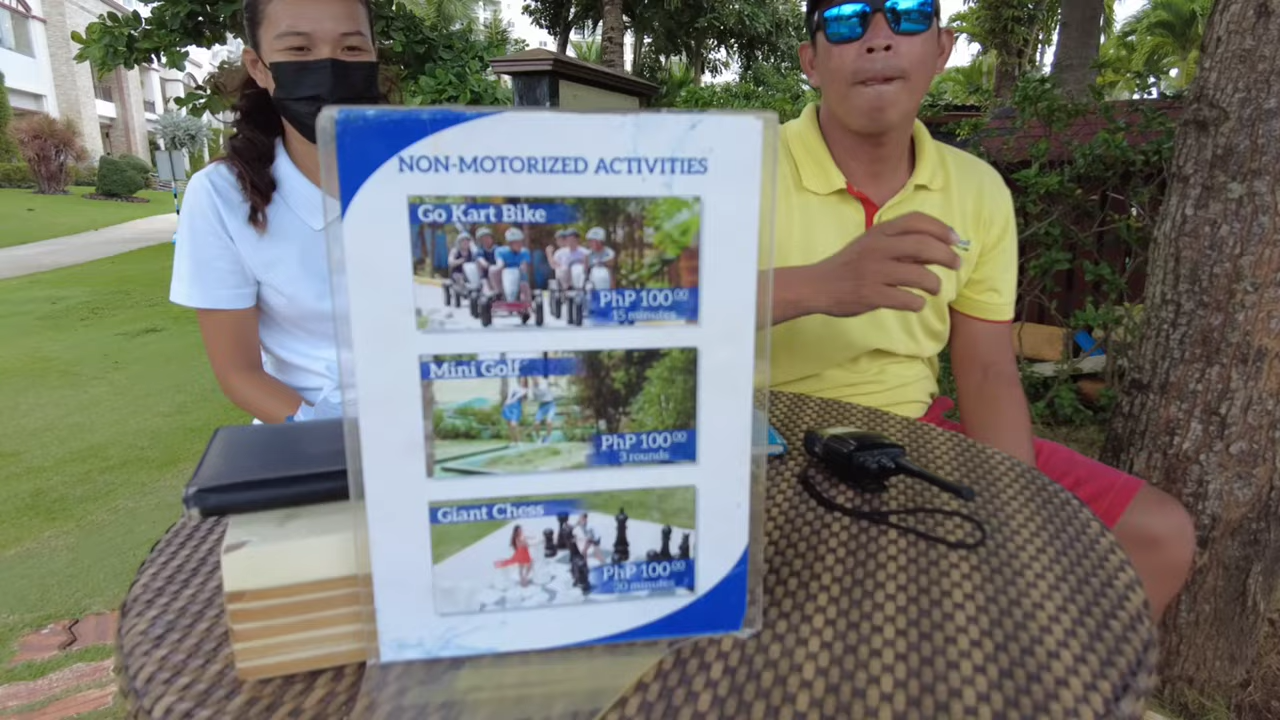 NON-MOTORIZED ACTIVITIES
Go Kart Bike
PhP 100.00
15 minutes
Mini Golf
PhP 100.00
3 rounds
Giant Chess
PhP 100.00
minutes